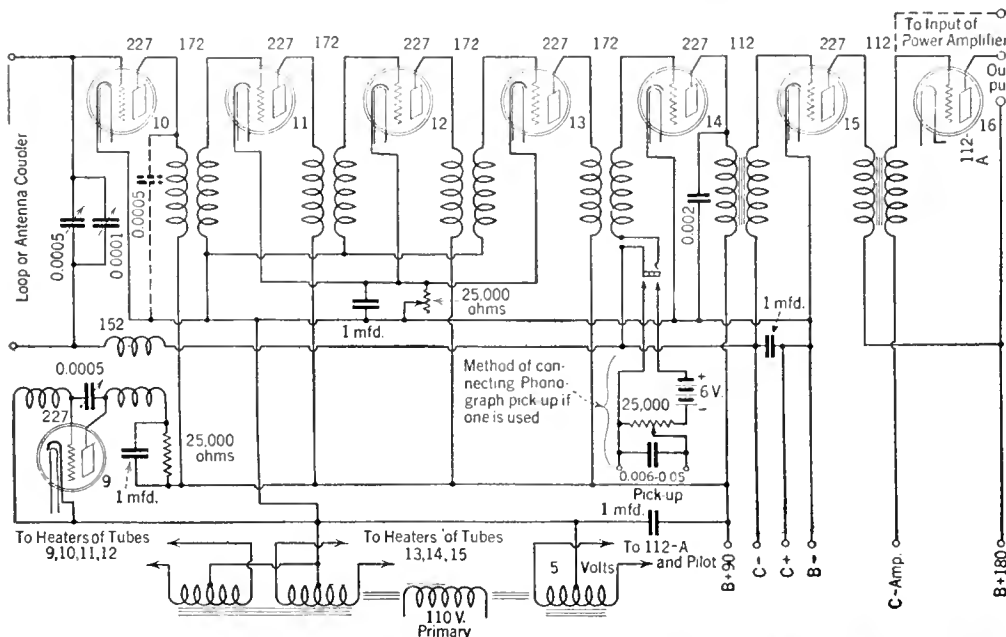 To Input of
Power Amplifier
227
172
227
172
227
172
227
172
227
112
227
112
Out
put
10
11
12
13
14
15
16
112-
A
Loop or Antenna Coupler
0.0005
0.0001
0.0005
0.002
25,000
ohms
1 mfd.
1 mfd.
152
0.0005
227
9
25,000
ohms
1 mfd.
Method of con-
necting Phono-
graph pick-up if
one is used
+
6 V.
-
25,000
0.006-0.05
Pick-up
1 mfd.
To Heaters of Tubes
9,10,11,12
To Heaters of Tubes
13,14,15
5 Volts
To 112-A
and Pilot
110 V.
Primary
B+90
C-
C+
B-
C-Amp.
B+180